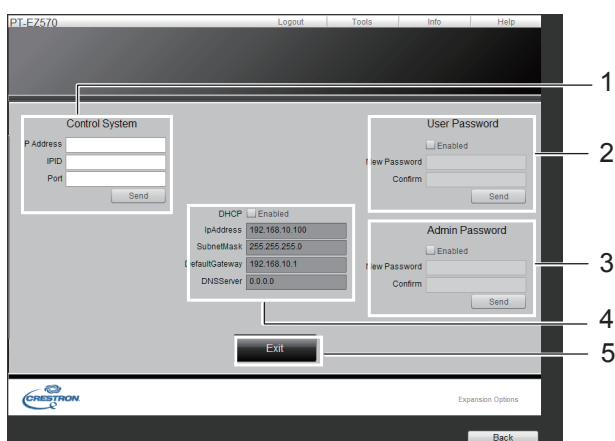 PT-EZ570
Logout Tools Info Help
1
Control System
P Address
IPID
Port
Send
User Password
Enabled
New Password
Confirm
Send
2
DHCP Enabled
IpAddress 192.168.10.100
SubnetMask 255.255.255.0
DefaultGateway 192.168.10.1
DNSServer 0.0.0.0
Admin Password
Enabled
New Password
Confirm
Send
3
4
Exit
5
CRESTRON
Expansion Options
Back